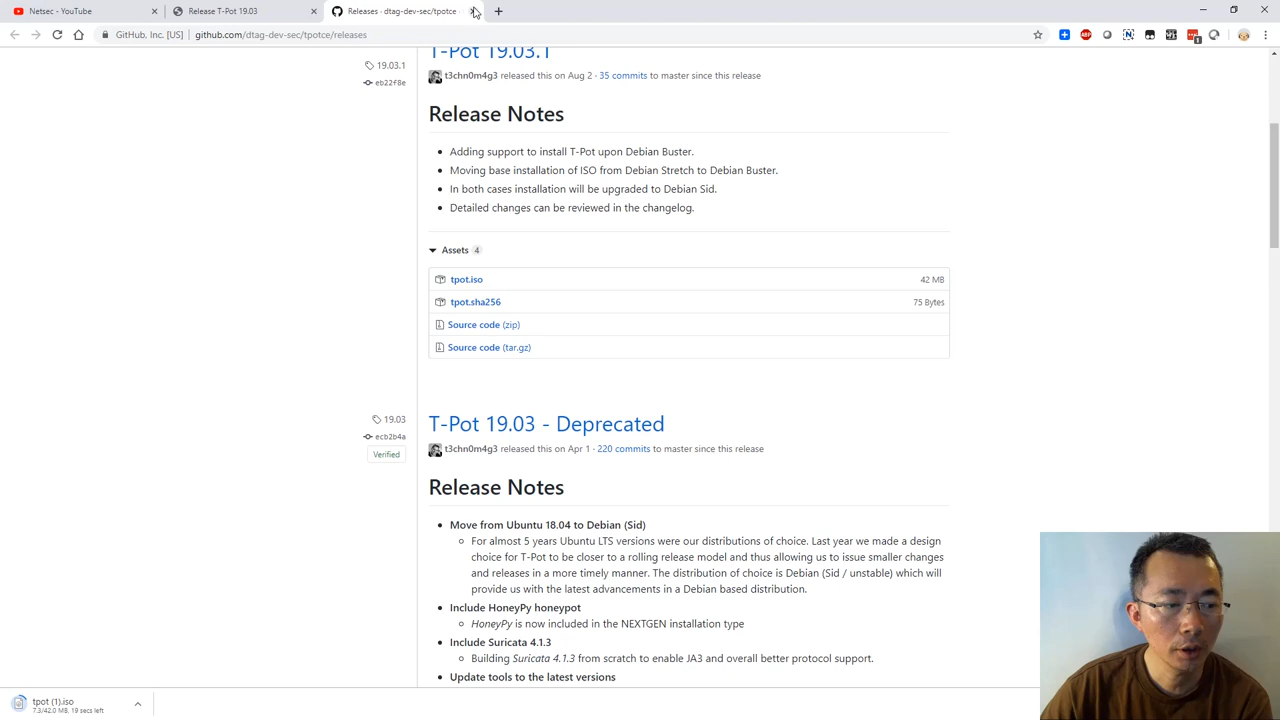 Netsec - YouTube
Release T-Pot 19.03
Releases · dtag-dev-sec/tpotce ·
GitHub, Inc. [US]
github.com/dtag-dev-sec/tpotce/releases
T-Pot 19.03.1
19.03.1
t3chn0m4g3 released this on Aug 2 · 35 commits to master since this release
eb22f8e
Release Notes
Adding support to install T-Pot upon Debian Buster.
Moving base installation of ISO from Debian Stretch to Debian Buster.
In both cases installation will be upgraded to Debian Sid.
Detailed changes can be reviewed in the changelog.
Assets 4
tpot.iso 42 MB
tpot.sha256 75 Bytes
Source code (zip)
Source code (tar.gz)
19.03
T-Pot 19.03 - Deprecated
ecb2b4a
t3chn0m4g3 released this on Apr 1 · 220 commits to master since this release
Verified
Release Notes
Move from Ubuntu 18.04 to Debian (Sid)
For almost 5 years Ubuntu LTS versions were our distributions of choice. Last year we made a design
choice for T-Pot to be closer to a rolling release model and thus allowing us to issue smaller changes
and releases in a more timely manner. The distribution of choice is Debian (Sid / unstable) which will
provide us with the latest advancements in a Debian based distribution.
Include HoneyPy honeypot
HoneyPy is now included in the NEXTGEN installation type
Include Suricata 4.1.3
Building Suricata 4.1.3 from scratch to enable JA3 and overall better protocol support.
Update tools to the latest versions
tpot (1).iso
7.3/42.0 MB, 19 secs left